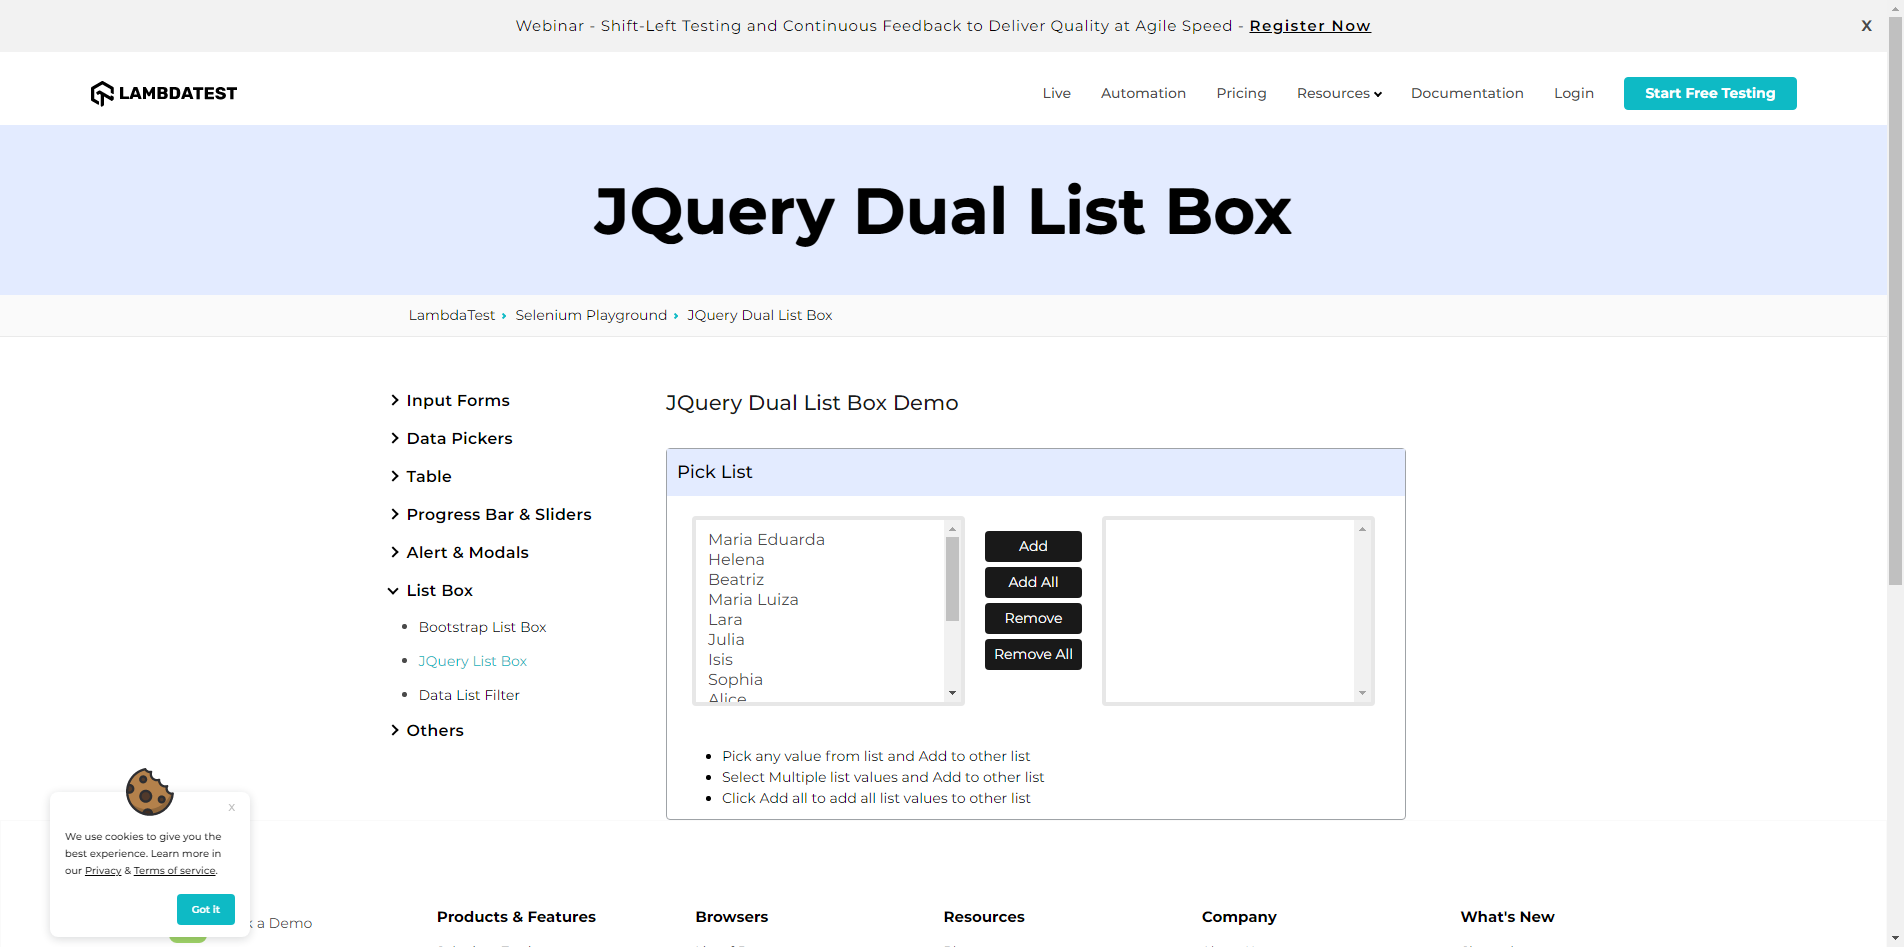 Webinar - Shift-Left Testing and Continuous Feedback to Deliver Quality at Agile Speed - Register Now
X
LAMBDATEST
Live Automation Pricing Resources Documentation Login Start Free Testing
JQuery Dual List Box
LambdaTest › Selenium Playground › JQuery Dual List Box
Input Forms
Data Pickers
Table
Progress Bar & Sliders
Alert & Modals
List Box
Bootstrap List Box
JQuery List Box
Data List Filter
Others
JQuery Dual List Box Demo
Pick List
Maria Eduarda
Helena
Beatriz
Maria Luiza
Lara
Julia
Isis
Sophia
Alice
Add
Add All
Remove
Remove All
Pick any value from list and Add to other list
Select Multiple list values and Add to other list
Click Add all to add all list values to other list
x
We use cookies to give you the
best experience. Learn more in
our Privacy & Terms of service.
Got it
a Demo
Products & Features
Browsers
Resources
Company
What's New